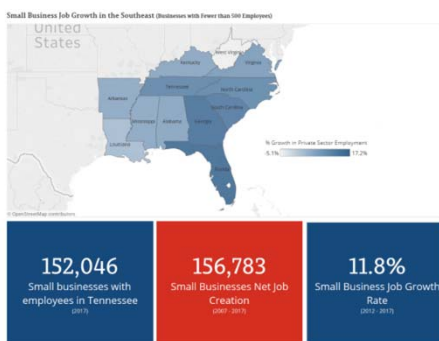 Small Business Job Growth in the Southeast (Businesses with Fewer than 500 Employees)
United
States
West Virginia
Kentucky
Virginia
Tennessee
North Carolina
Arkansas
South Carolina
Mississippi
Alabama
Georgia
Louisiana
Florida
% Growth in Private Sector Employment
-5.1%
17.2%
© OpenStreetMap contributors
152,046
Small businesses with
employees in Tennessee
(2017)
156,783
Small Businesses Net Job
Creation
(2007 - 2017)
11.8%
Small Business Job Growth
Rate
(2012 - 2017)